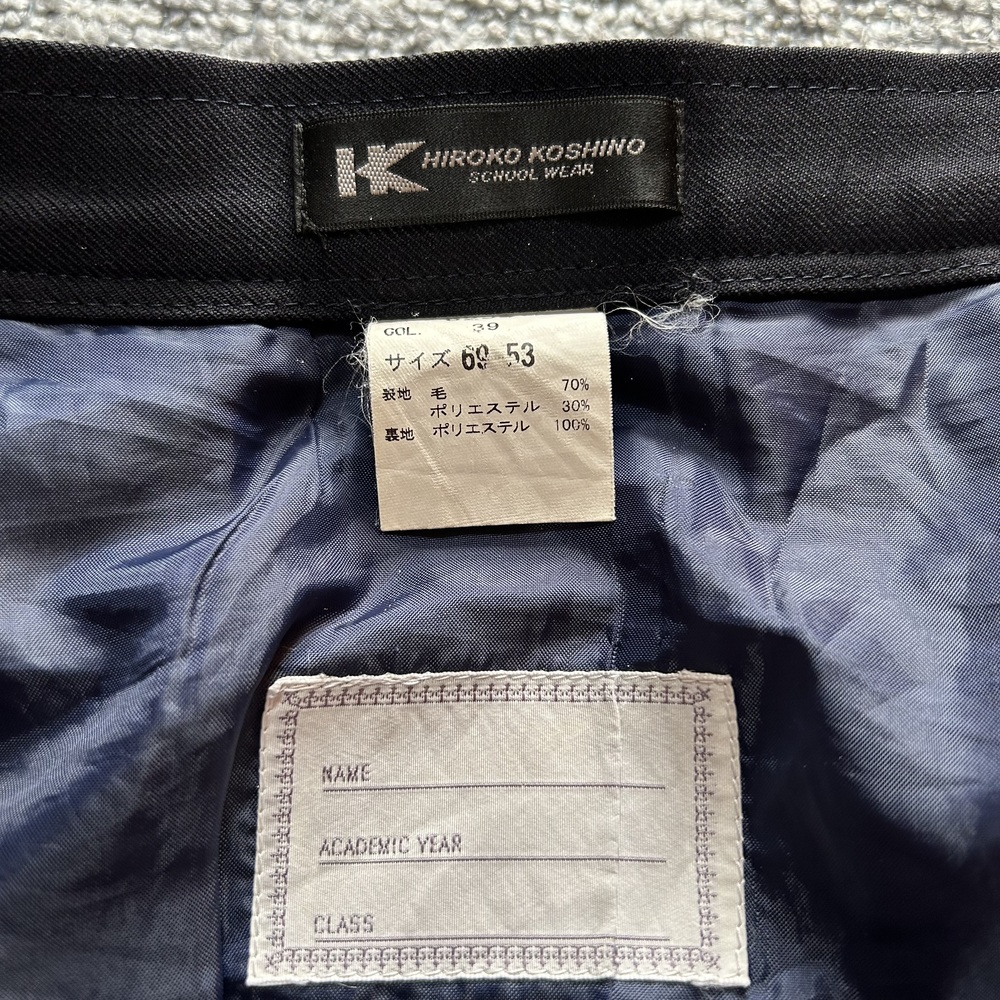 HK HIROKO KOSHINO
SCHOOL WEAR
COL. 39
サイズ 69 53
表地 毛 70%
ポリエステル 30%
裏地 ポリエステル 100%
NAME
ACADEMIC YEAR
CLASS